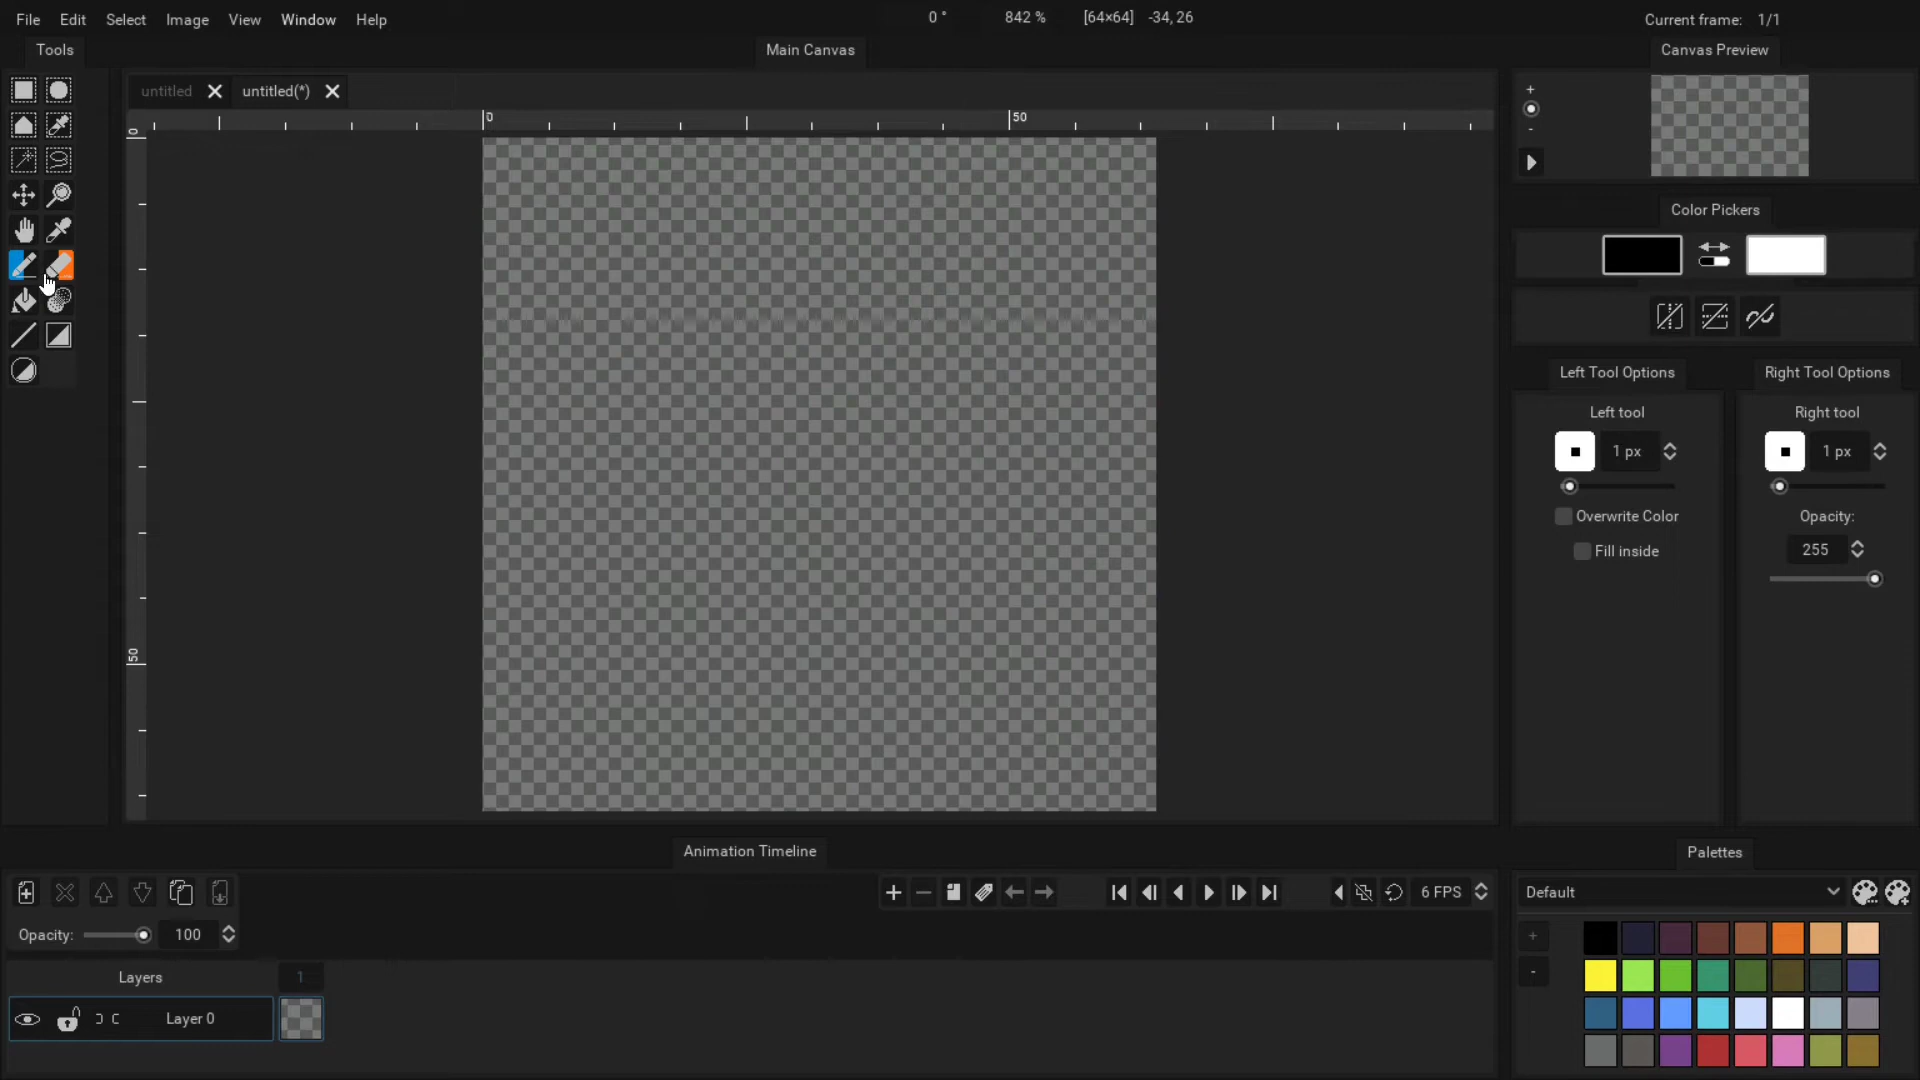 File Edit Select Image View Window Help 0 ° 842 % [64×64] -34, 26 Current frame: 1/1
Tools Main Canvas Canvas Preview
untitled untitled(*)
0 50
0
50
+
-
Color Pickers
Left Tool Options Right Tool Options
Left tool Right tool
1 px 1 px
Overwrite Color Opacity:
Fill inside 255
Animation Timeline Palettes
6 FPS Default
Opacity: 100
Layers 1
Layer 0
+
-